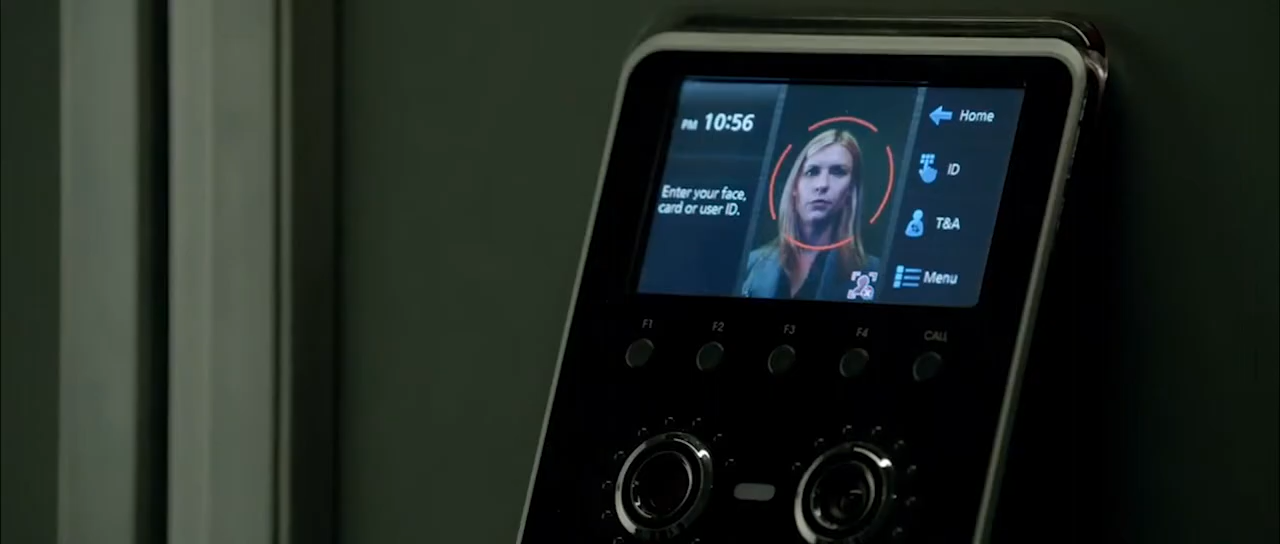 PM 10:56
Enter your face,
card or user ID.
Home
ID
T&A
Menu
F1
F2
F3
F4
CALL